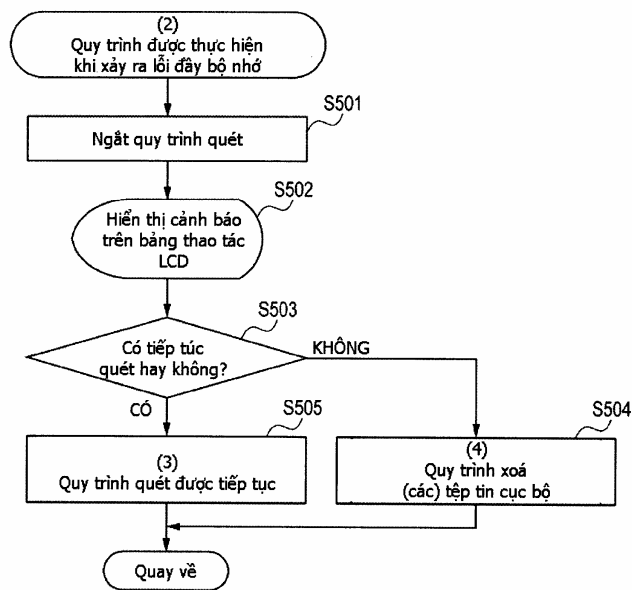 (2)
Quy trình được thực hiện
khi xảy ra lỗi đầy bộ nhớ
S501
Ngắt quy trình quét
S502
Hiển thị cảnh báo
trên bảng thao tác
LCD
S503
Có tiếp túc
quét hay không?
KHÔNG
CÓ
S505
(3)
Quy trình quét được tiếp tục
S504
(4)
Quy trình xoá
(các) tệp tin cục bộ
Quay về